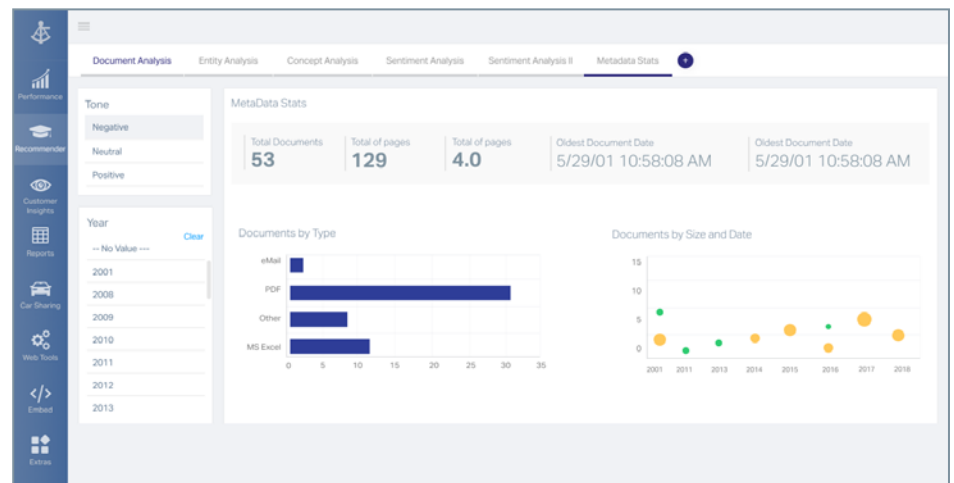 Document Analysis Entity Analysis Concept Analysis Sentiment Analysis Sentiment Analysis II Metadata Stats +
Performance
Recommender
Customer
Insights
Reports
Car Sharing
Web Tools
</>
Embed
Extras
Tone
Negative
Neutral
Positive
Year
Clear
-- No Value ---
2001
2008
2009
2010
2011
2012
2013
MetaData Stats
Total Documents
53
Total of pages
129
Total of pages
4.0
Oldest Document Date
5/29/01 10:58:08 AM
Oldest Document Date
5/29/01 10:58:08 AM
Documents by Type
eMail
PDF
Other
MS Excel
0 5 10 15 20 25 30 35
Documents by Size and Date
15
10
5
0
2001 2011 2013 2014 2015 2016 2017 2018